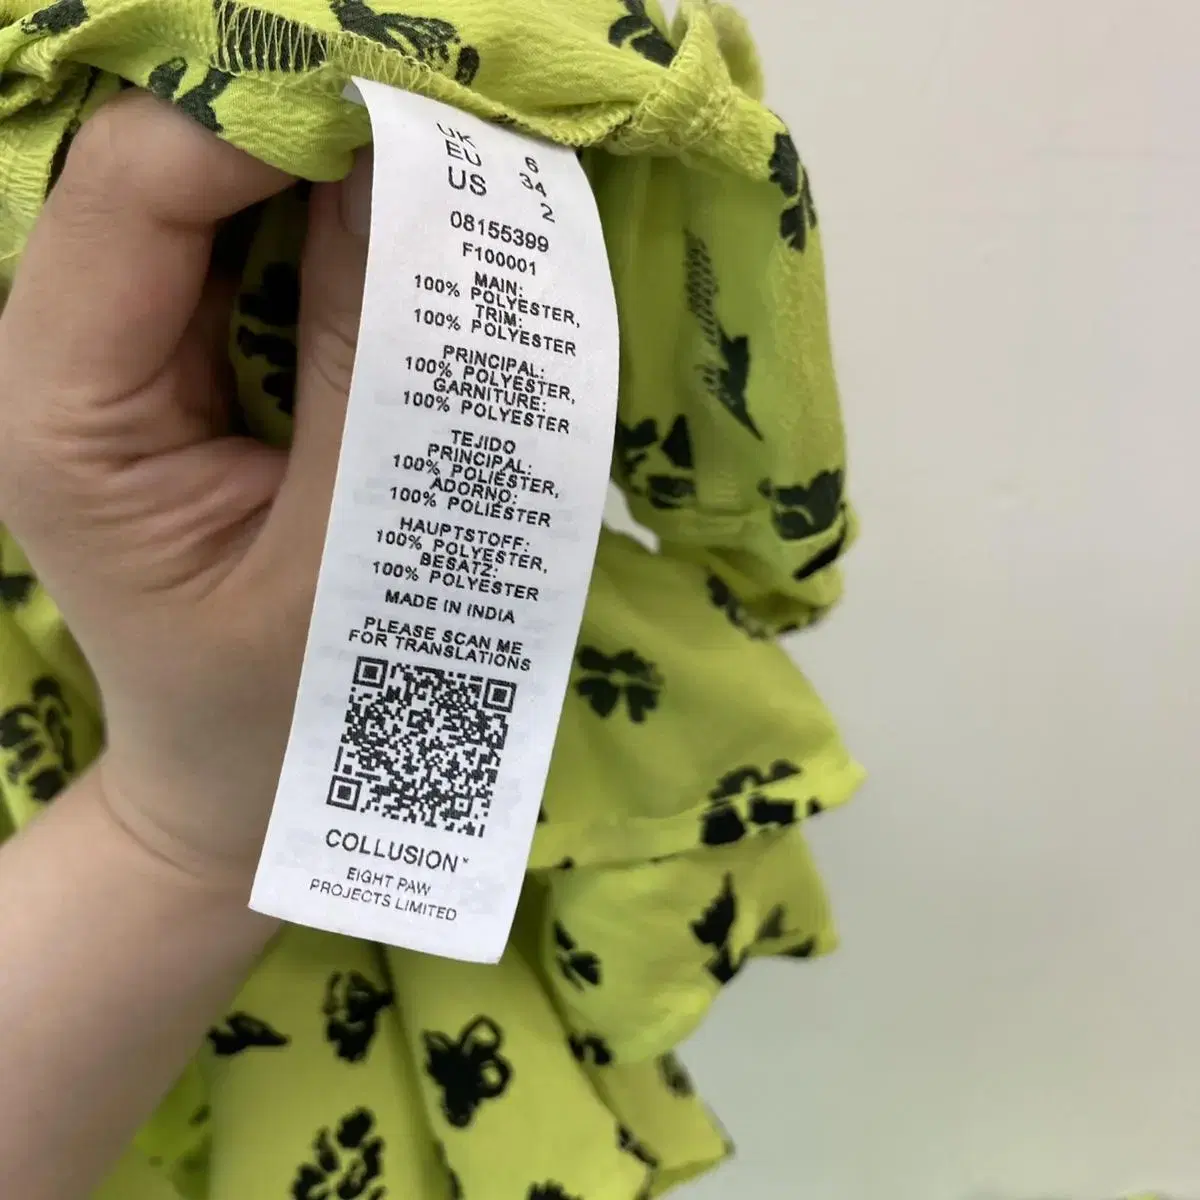 UK 6
EU 34
US 2
08155399
F100001
MAIN:
100% POLYESTER,
TRIM:
100% POLYESTER
PRINCIPAL:
100% POLYESTER,
GARNITURE:
100% POLYESTER
TEJIDO
PRINCIPAL:
100% POLIÉSTER,
ADORNO:
100% POLIÉSTER
HAUPTSTOFF:
100% POLYESTER,
BESATZ:
100% POLYESTER
MADE IN INDIA
PLEASE SCAN ME
FOR TRANSLATIONS
COLLUSION™
EIGHT PAW
PROJECTS LIMITED